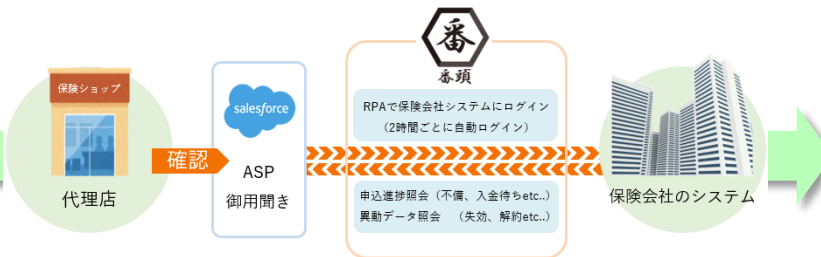 保険ショップ
代理店
確認
salesforce
ASP
御用聞き
番
番頭
RPAで保険会社システムにログイン
（2時間ごとに自動ログイン）
申込進捗照会（不備、入金待ちetc..）
異動データ照会　（失効、解約etc..）
保険会社のシステム